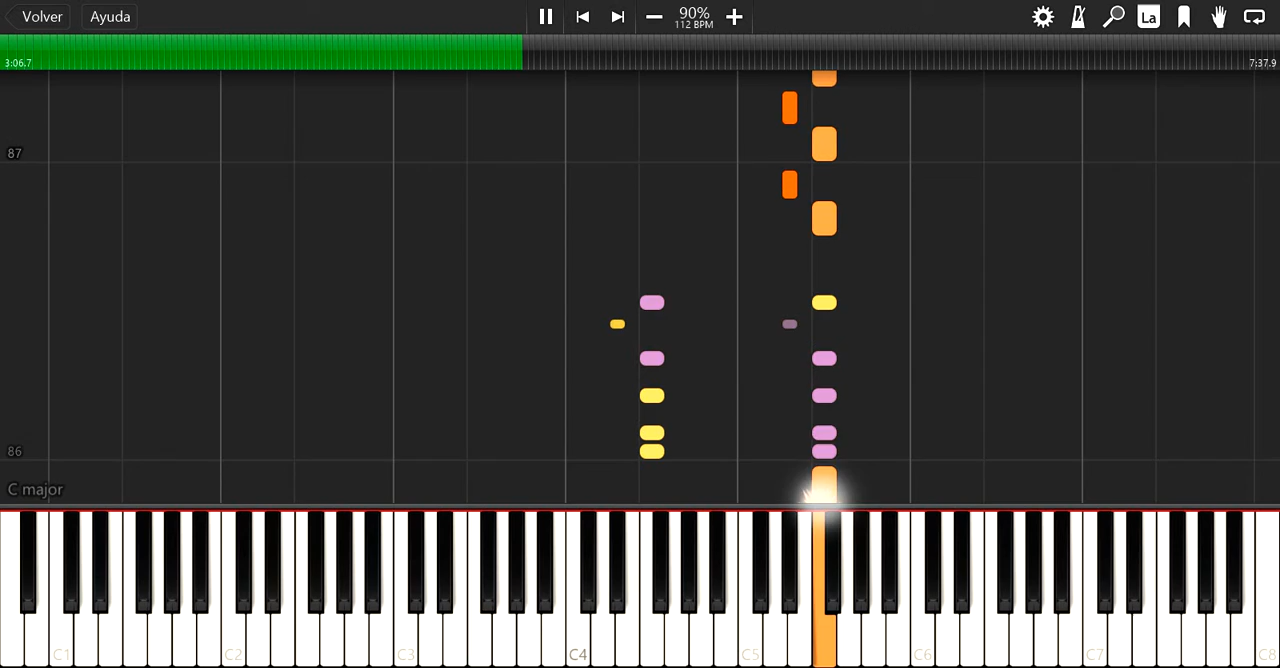 Volver
Ayuda
90%
112 BPM
La
3:06.7
7:37.9
87
86
C major
C1
C2
C3
C4
C5
C6
C7
C8